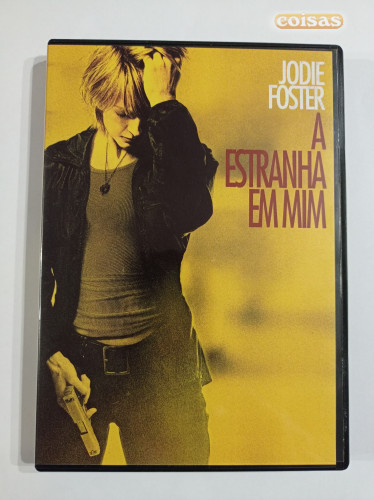 coisas
JODIE
FOSTER
A
ESTRANHA
EM MIM